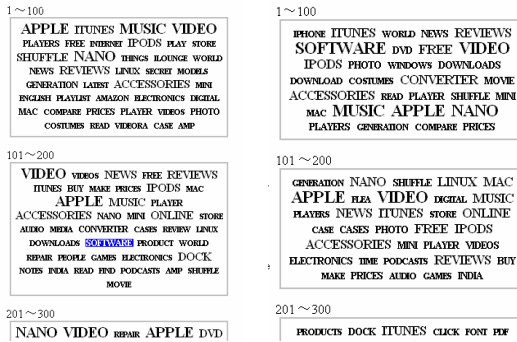 1～100
APPLE ITUNES MUSIC VIDEO
PLAYERS FREE INTERNET IPODS PLAY STORE
SHUFFLE NANO THINGS ILOUNGE WORLD
NEWS REVIEWS LINUX SECRET MODELS
GENERATION LATEST ACCESSORIES MINI
ENGLISH PLAYLIST AMAZON ELECTRONICS DIGITAL
MAC COMPARE PRICES PLAYER VIDEOS PHOTO
COSTUMES READ VIDEORA CASE AMP
101～200
VIDEO VIDEOS NEWS FREE REVIEWS
ITUNES BUY MAKE PRICES IPODS MAC
APPLE MUSIC PLAYER
ACCESSORIES NANO MINI ONLINE STORE
AUDIO MEDIA CONVERTER CASES REVIEW LINUX
DOWNLOADS SOFTWARE PRODUCT WORLD
REPAIR PEOPLE GAMES ELECTRONICS DOCK
NOTES INDIA READ FIND PODCASTS AMP SHUFFLE
MOVIE
201～300
NANO VIDEO REPAIR APPLE DVD
1～100
IPHONE ITUNES WORLD NEWS REVIEWS
SOFTWARE DVD FREE VIDEO
IPODS PHOTO WINDOWS DOWNLOADS
DOWNLOAD COSTUMES CONVERTER MOVIE
ACCESSORIES READ PLAYER SHUFFLE MINI
MAC MUSIC APPLE NANO
PLAYERS GENERATION COMPARE PRICES
101～200
GENERATION NANO SHUFFLE LINUX MAC
APPLE FLEA VIDEO DIGITAL MUSIC
PLAYERS NEWS ITUNES STORE ONLINE
CASE CASES PHOTO FREE IPODS
ACCESSORIES MINI PLAYER VIDEOS
ELECTRONICS TIME PODCASTS REVIEWS BUY
MAKE PRICES AUDIO GAMES INDIA
201～300
PRODUCTS DOCK ITUNES CLICK FONT PDF